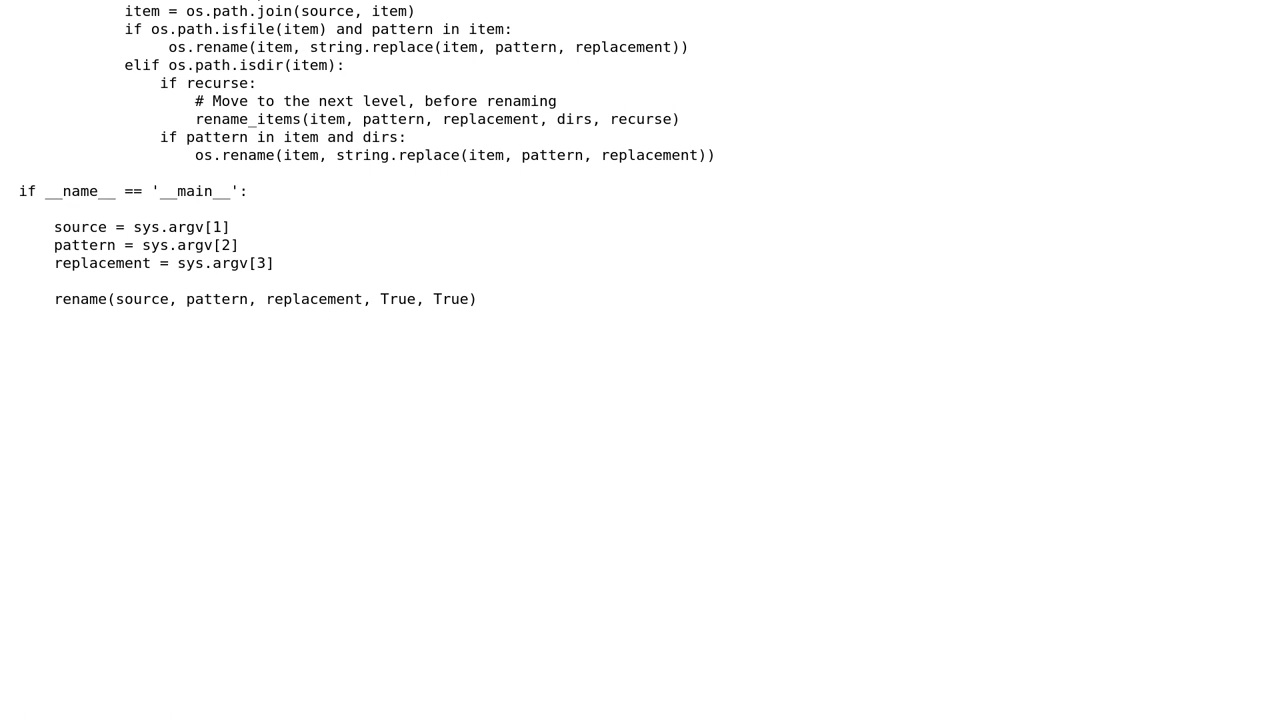 item = os.path.join(source, item)
if os.path.isfile(item) and pattern in item:
os.rename(item, string.replace(item, pattern, replacement))
elif os.path.isdir(item):
if recurse:
# Move to the next level, before renaming
rename_items(item, pattern, replacement, dirs, recurse)
if pattern in item and dirs:
os.rename(item, string.replace(item, pattern, replacement))
if __name__ == '__main__':
source = sys.argv[1]
pattern = sys.argv[2]
replacement = sys.argv[3]
rename(source, pattern, replacement, True, True)